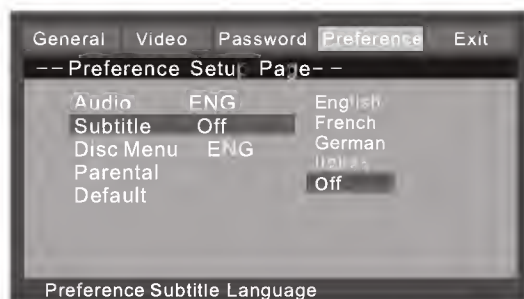 General Video Password Preference Exit
--Preference Setup Page--
Audio ENG English
Subtitle Off French
Disc Menu ENG German
Parental
Default Off
Preference Subtitle Language